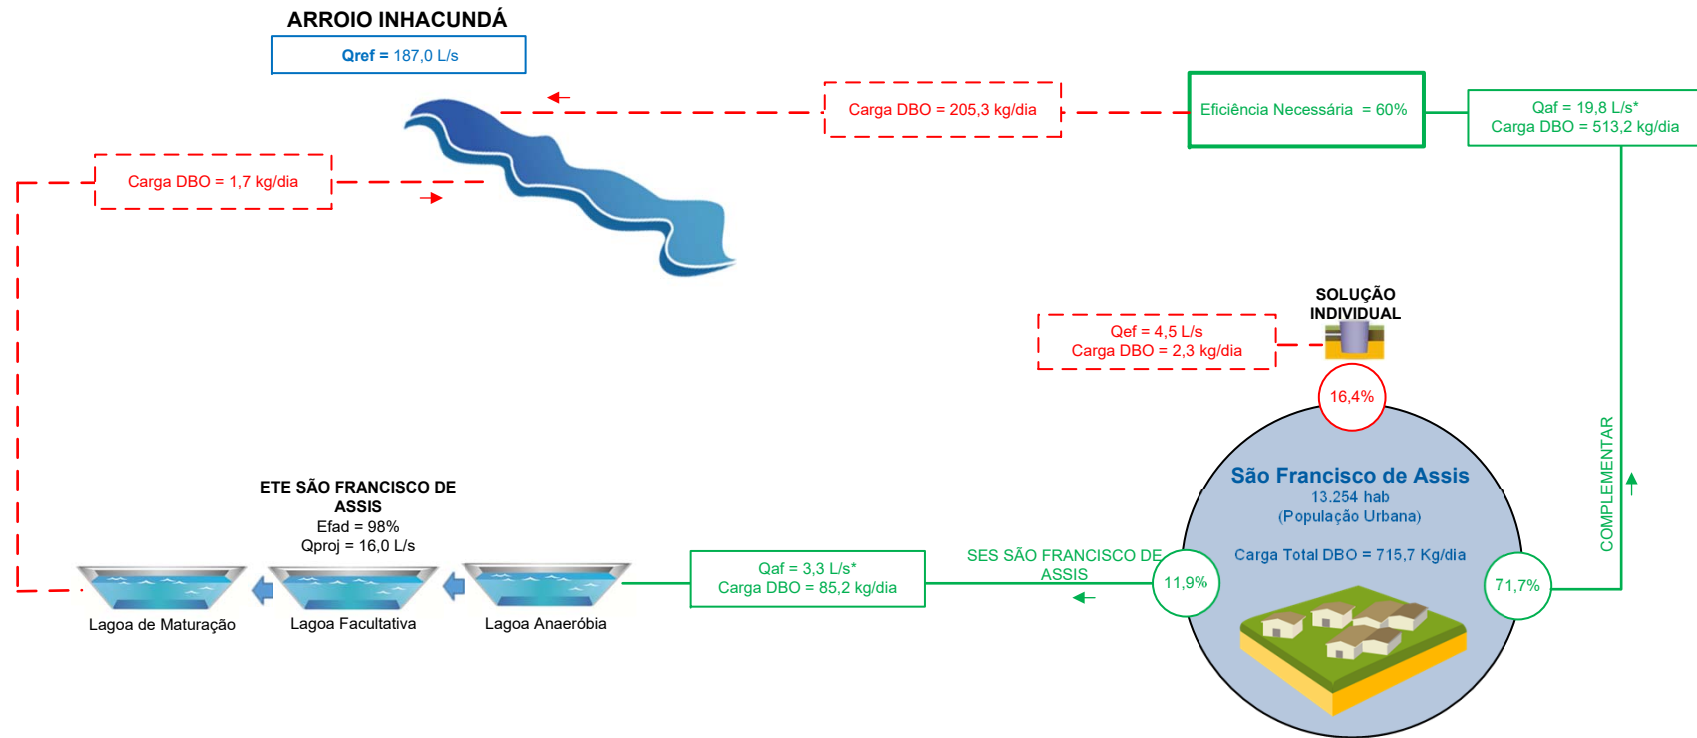 ARROIO INHACUNDÁ
Qref = 187,0 L/s
Carga DBO = 205,3 kg/dia
Eficiência Necessária = 60%
Qaf = 19,8 L/s*
Carga DBO = 513,2 kg/dia
Carga DBO = 1,7 kg/dia
SOLUÇÃO
INDIVIDUAL
Qef = 4,5 L/s
Carga DBO = 2,3 kg/dia
16,4%
COMPLEMENTAR
São Francisco de Assis
13.254 hab
(População Urbana)
Carga Total DBO = 715,7 Kg/dia
11,9%
71,7%
SES SÃO FRANCISCO DE
ASSIS
Qaf = 3,3 L/s*
Carga DBO = 85,2 kg/dia
ETE SÃO FRANCISCO DE
ASSIS
Efad = 98%
Qproj = 16,0 L/s
Lagoa de Maturação
Lagoa Facultativa
Lagoa Anaeróbia